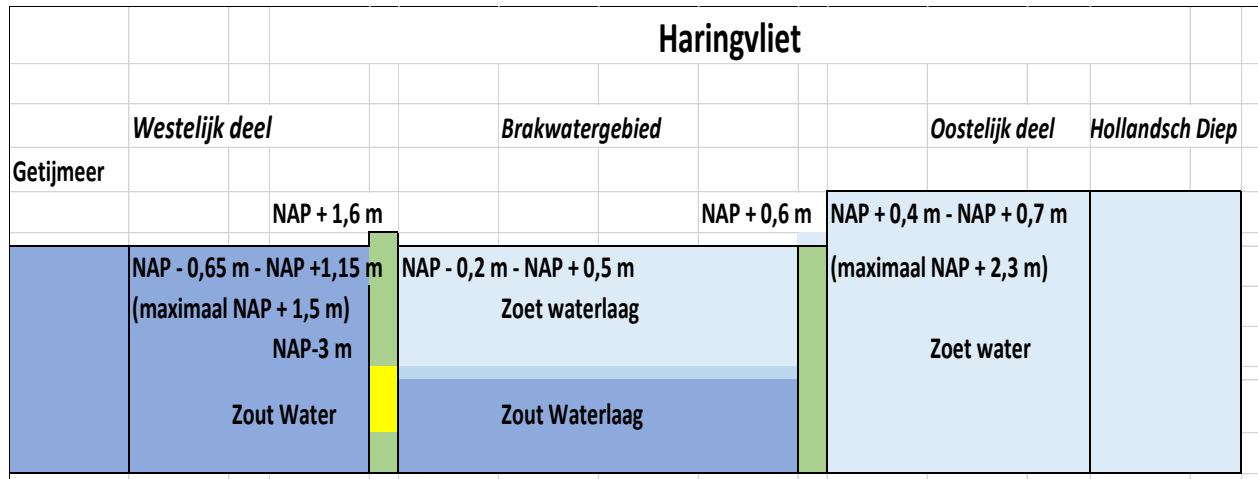 Haringvliet
Westelijk deel Brakwatergebied Oostelijk deel Hollandsch Diep
Getijmeer
NAP + 1,6 m NAP + 0,6 m NAP + 0,4 m - NAP + 0,7 m
NAP - 0,65 m - NAP +1,15 m NAP - 0,2 m - NAP + 0,5 m (maximaal NAP + 2,3 m)
(maximaal NAP + 1,5 m) Zoet waterlaag
NAP-3 m Zoet water
Zout Water Zout Waterlaag